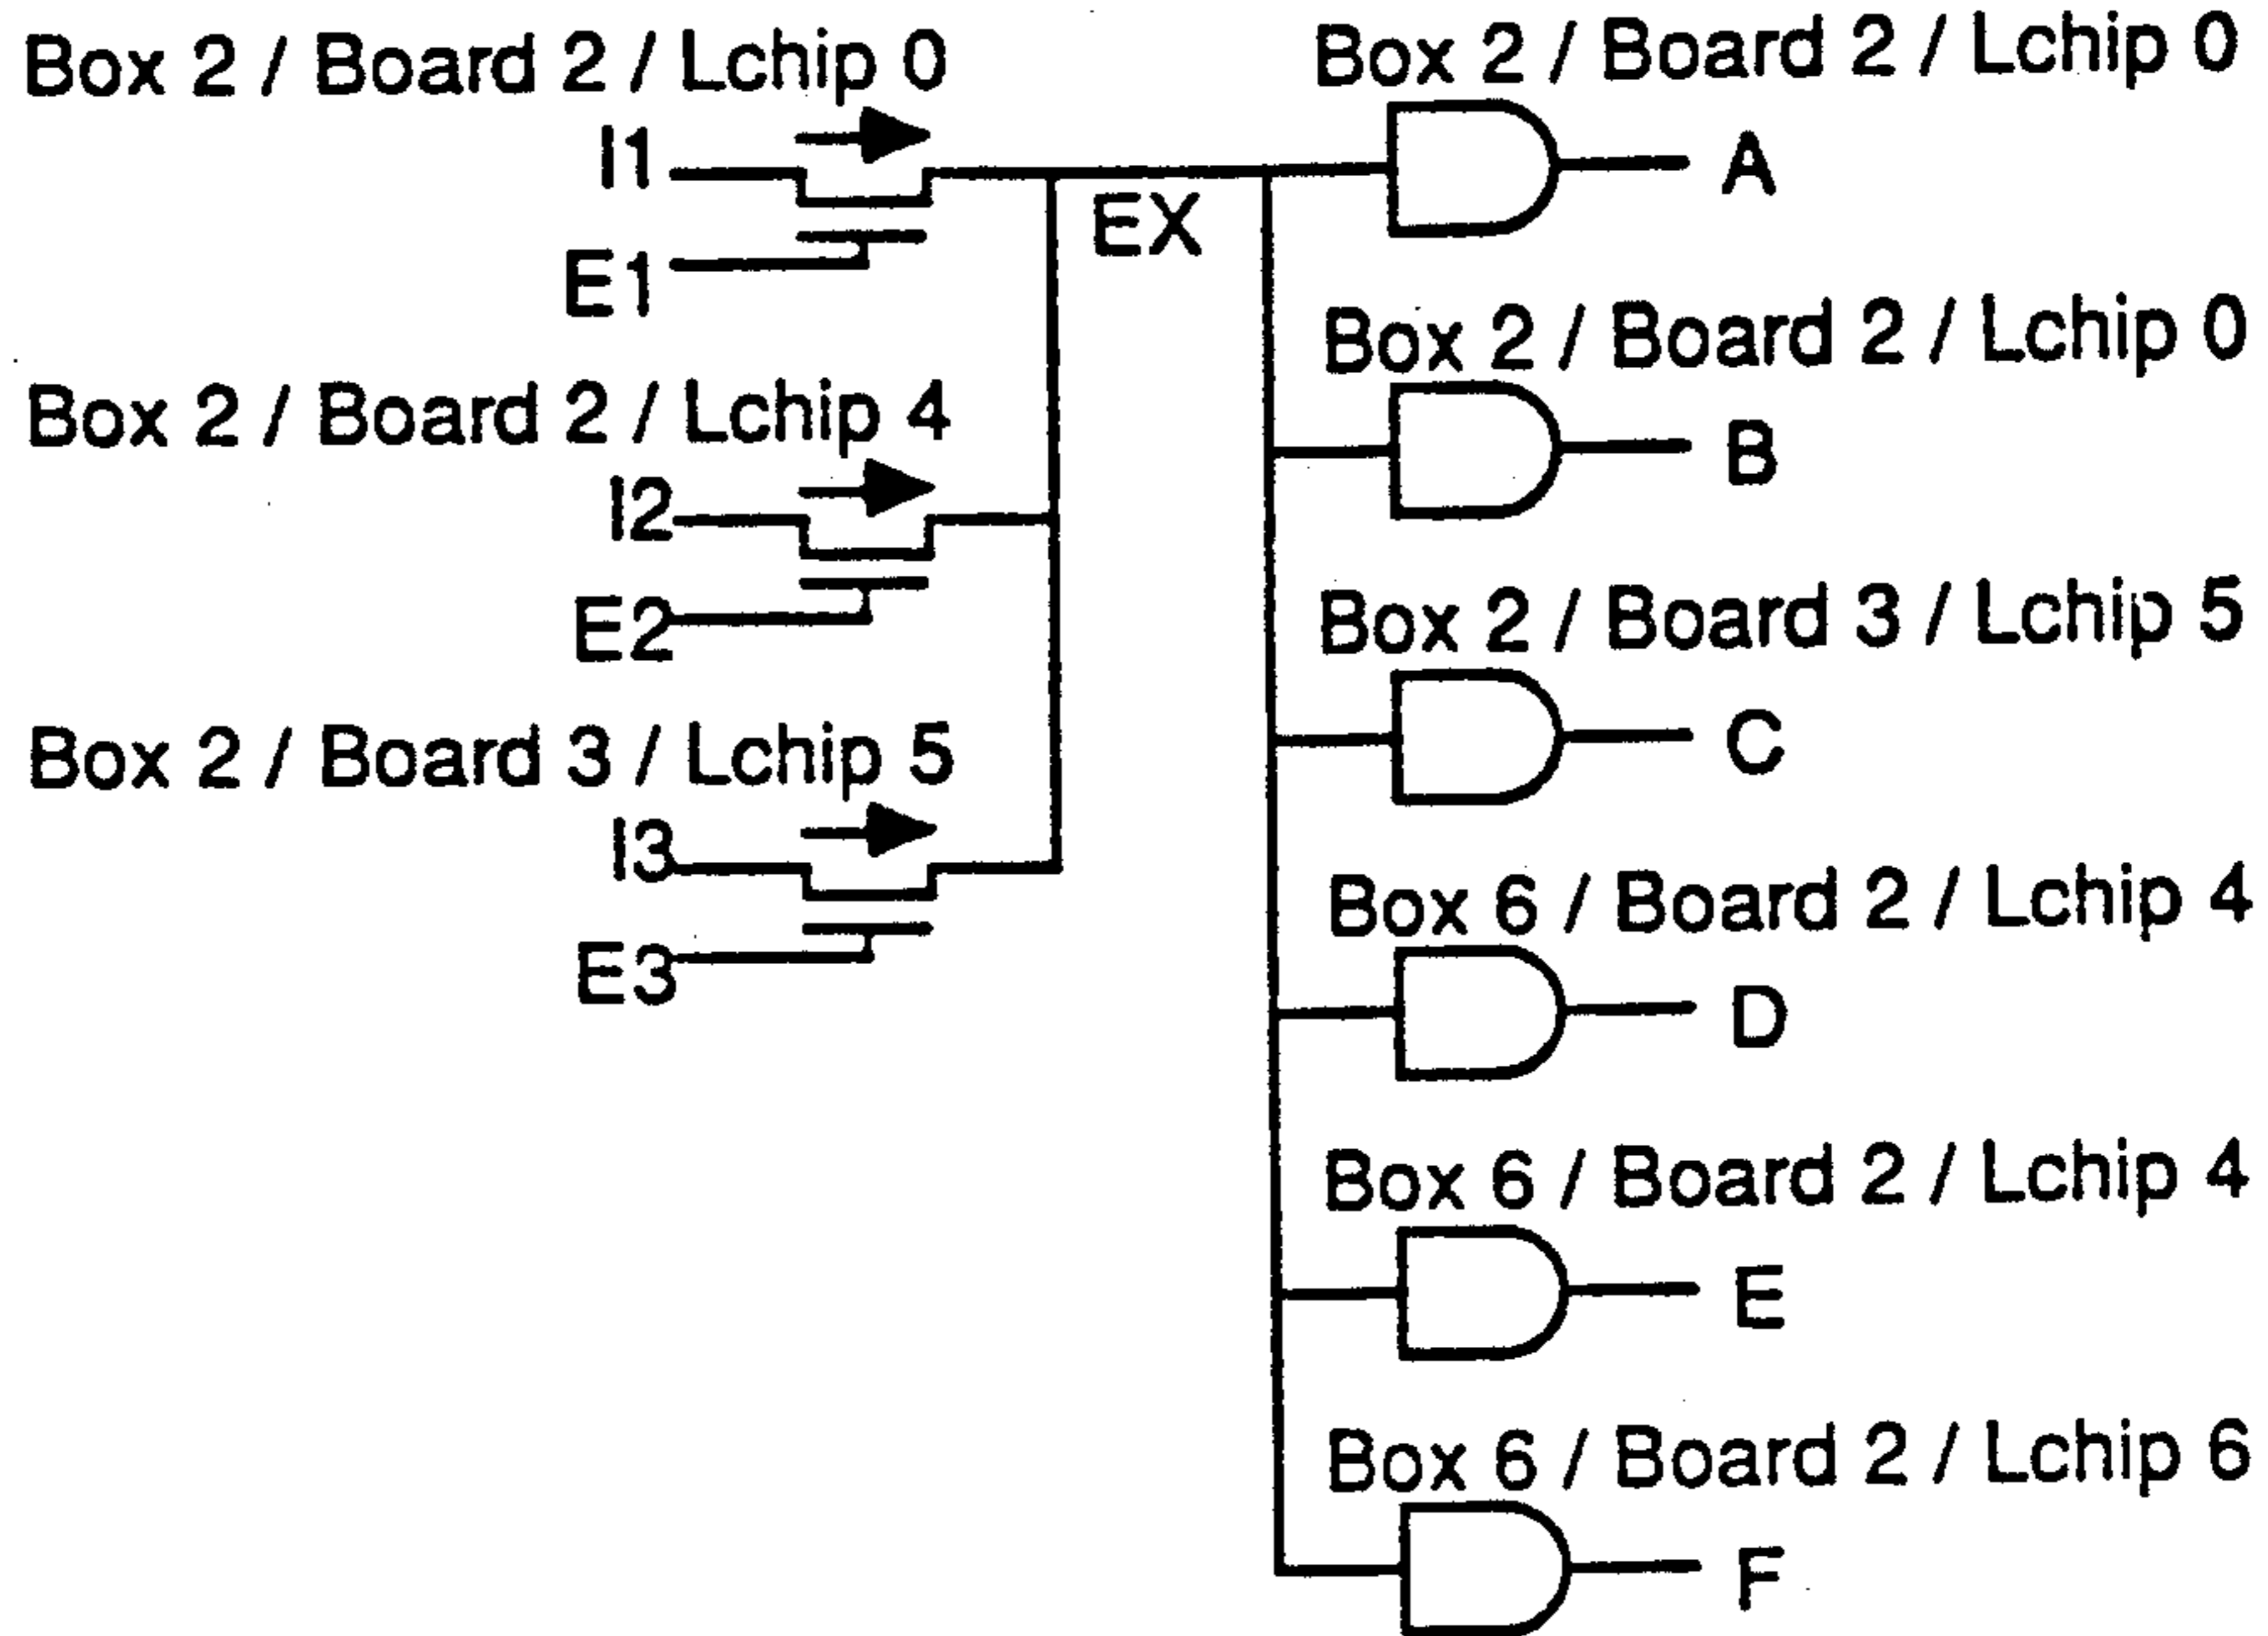 Box 2 / Board 2 / Lchip 0
I1
E1
Box 2 / Board 2 / Lchip 4
I2
E2
Box 2 / Board 3 / Lchip 5
I3
E3
EX
Box 2 / Board 2 / Lchip 0
A
Box 2 / Board 2 / Lchip 0
B
Box 2 / Board 3 / Lchip 5
C
Box 6 / Board 2 / Lchip 4
D
Box 6 / Board 2 / Lchip 4
E
Box 6 / Board 2 / Lchip 6
F